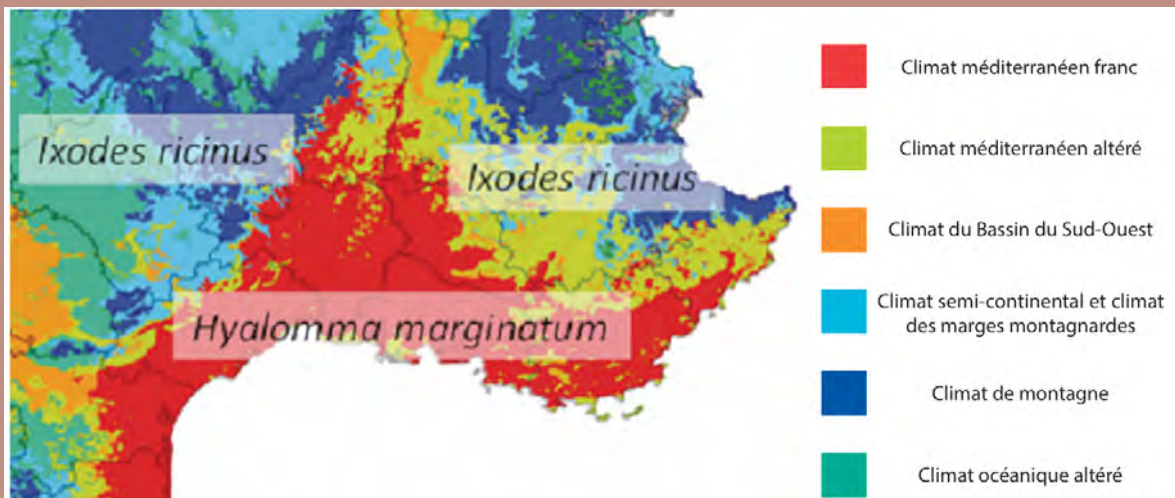 Ixodes ricinus
Ixodes ricinus
Hyalomma marginatum
Climat méditerranéen franc
Climat méditerranéen altéré
Climat du Bassin du Sud-Ouest
Climat semi-continental et climat
des marges montagnardes
Climat de montagne
Climat océanique altéré